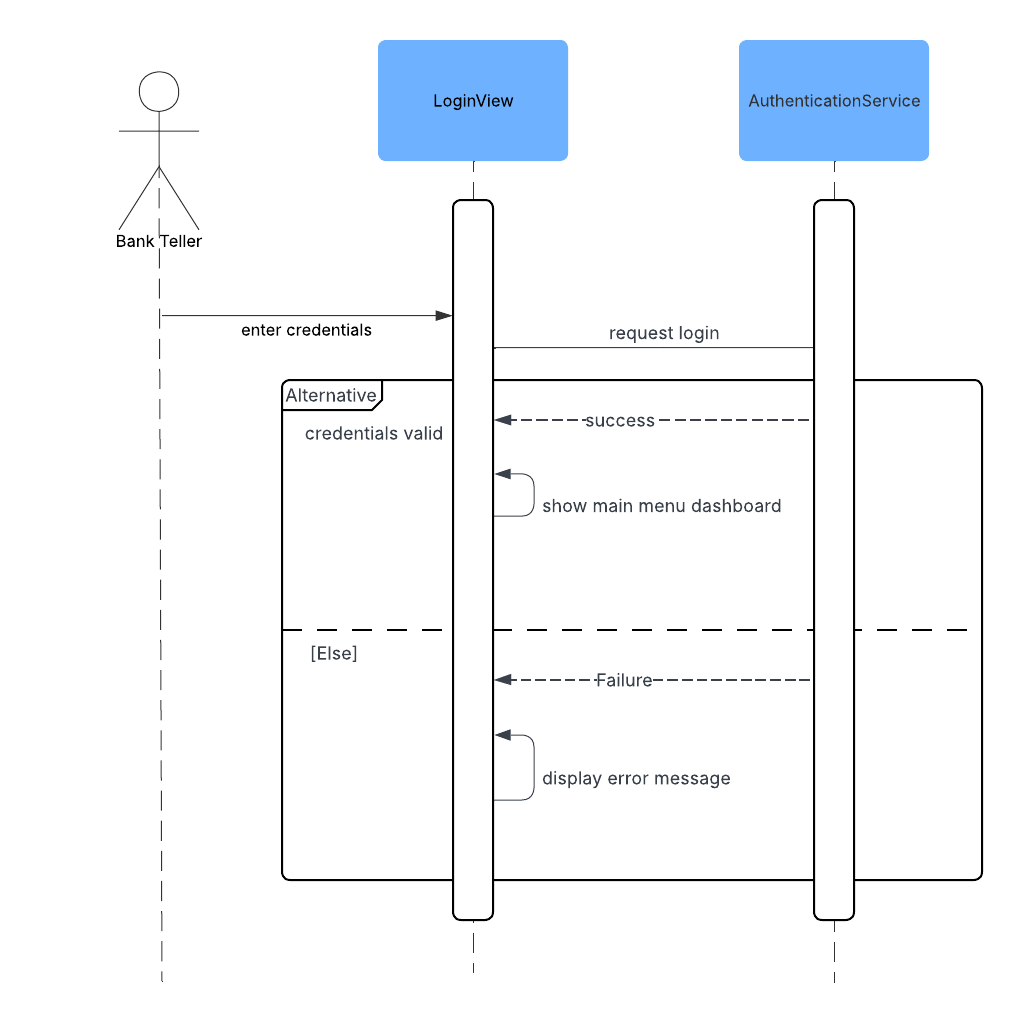 LoginView
AuthenticationService
Bank Teller
enter credentials
request login
Alternative
success
credentials valid
show main menu dashboard
[Else]
Failure
display error message